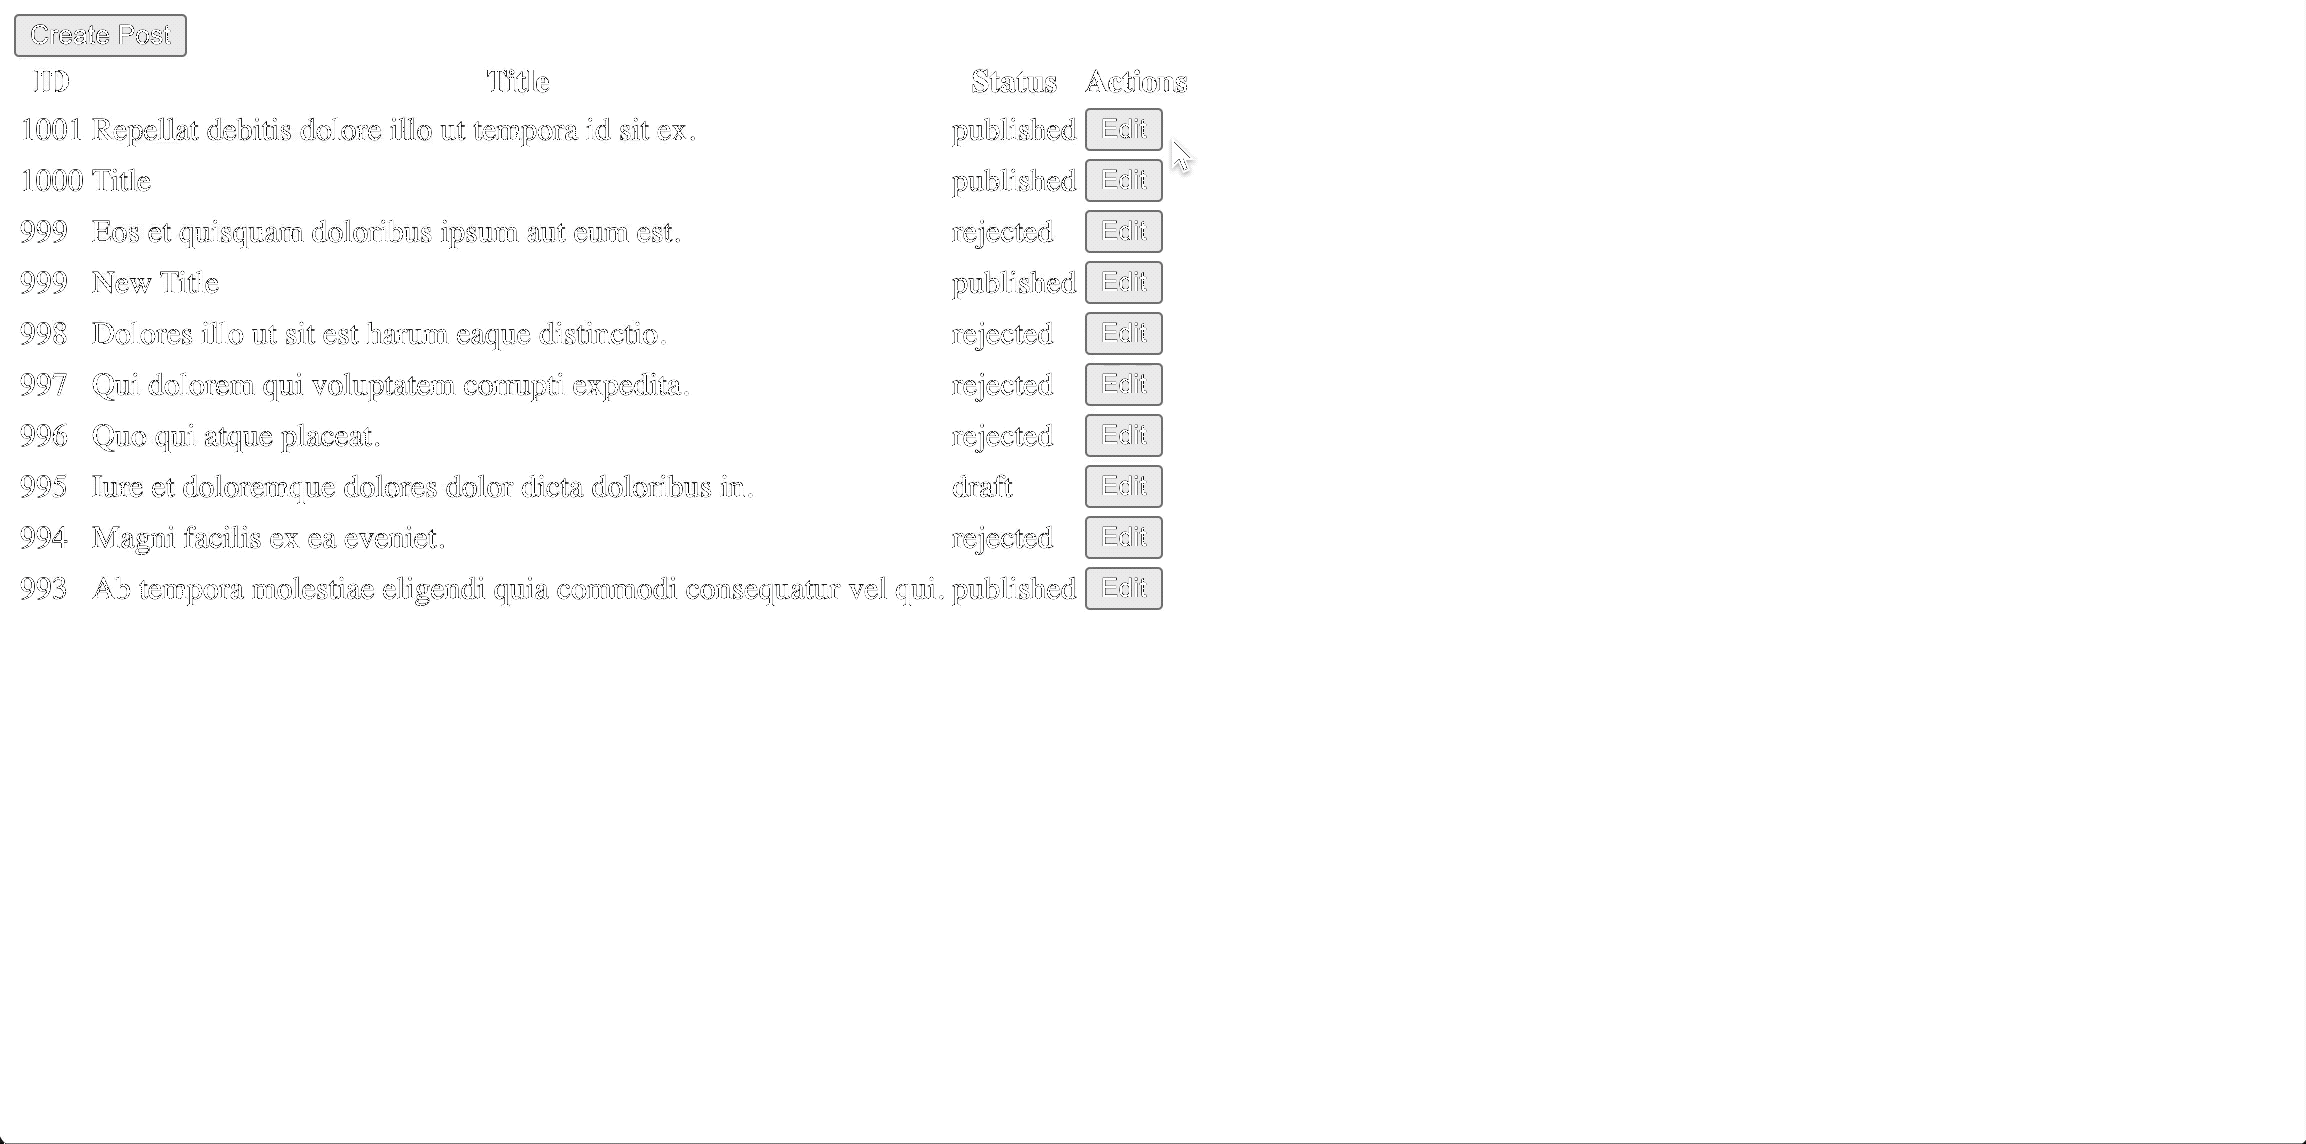 Create Post
ID Title Status Actions
1001 Repellat debitis dolore illo ut tempora id sit ex. published Edit
1000 Title published Edit
999 Eos et quisquam doloribus ipsum aut eum est. rejected Edit
999 New Title published Edit
998 Dolores illo ut sit est harum eaque distinctio. rejected Edit
997 Qui dolorem qui voluptatem corrupti expedita. rejected Edit
996 Quo qui atque placeat. rejected Edit
995 Iure et doloremque dolores dolor dicta doloribus in. draft Edit
994 Magni facilis ex ea eveniet. rejected Edit
993 Ab tempora molestiae eligendi quia commodi consequatur vel qui. published Edit